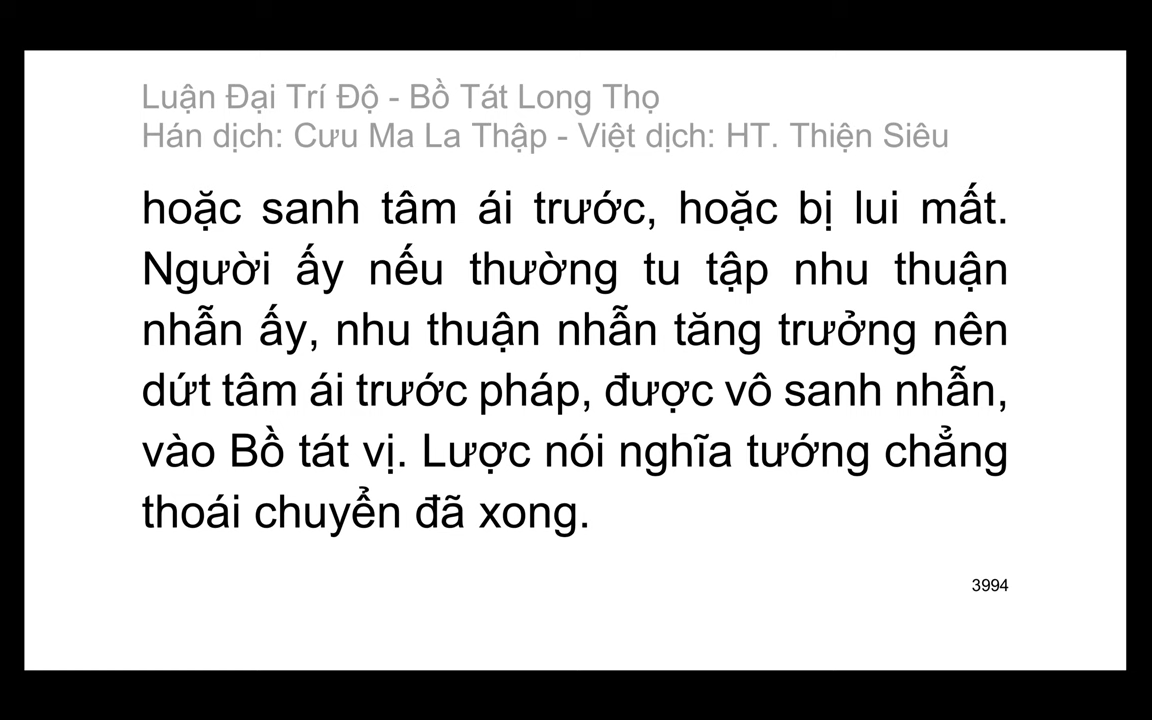 Luận Đại Trí Độ - Bồ Tát Long Thọ
Hán dịch: Cưu Ma La Thập - Việt dịch: HT. Thiện Siêu
hoặc sanh tâm ái trước, hoặc bị lui mất.
Người ấy nếu thường tu tập nhu thuận
nhẫn ấy, nhu thuận nhẫn tăng trưởng nên
dứt tâm ái trước pháp, được vô sanh nhẫn,
vào Bồ tát vị. Lược nói nghĩa tướng chẳng
thoái chuyển đã xong.
3994